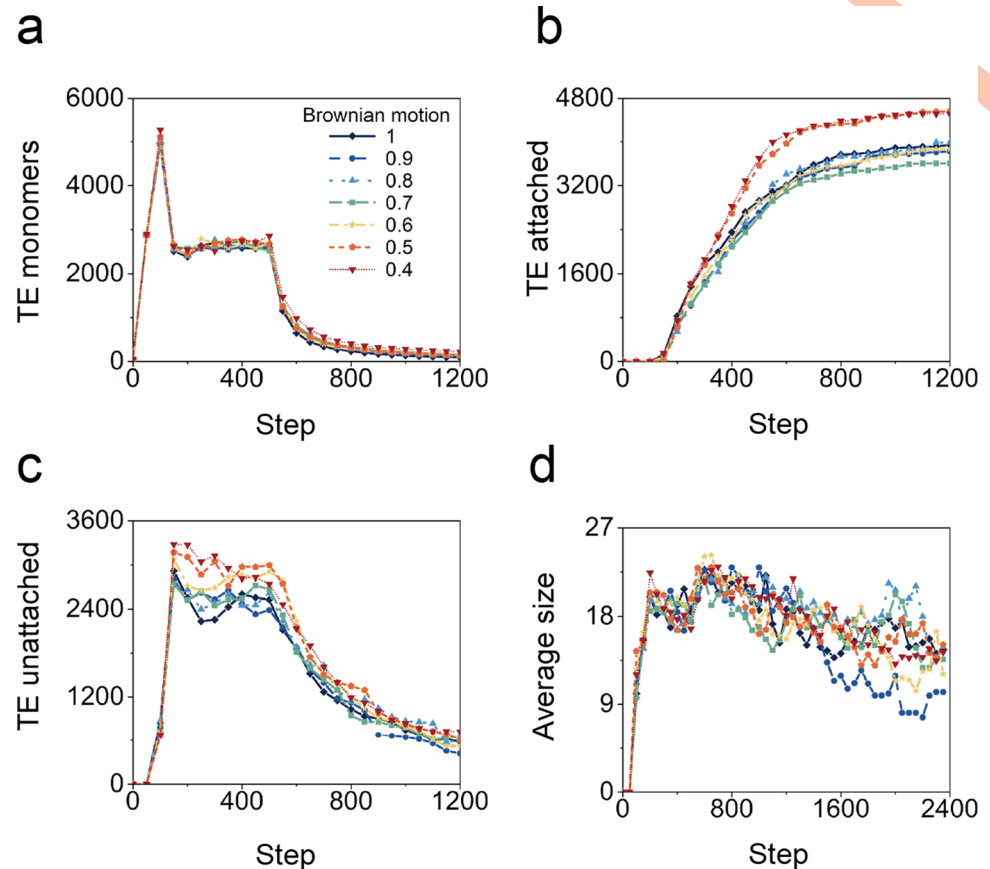 a
6000
4000
2000
0
0 400 800 1200
TE monomers
Step
Brownian motion
1
0.9
0.8
0.7
0.6
0.5
0.4
b
4800
3200
1600
0
0 400 800 1200
TE attached
Step
c
3600
2400
1200
0
0 400 800 1200
TE unattached
Step
d
27
18
9
0
0 800 1600 2400
Average size
Step